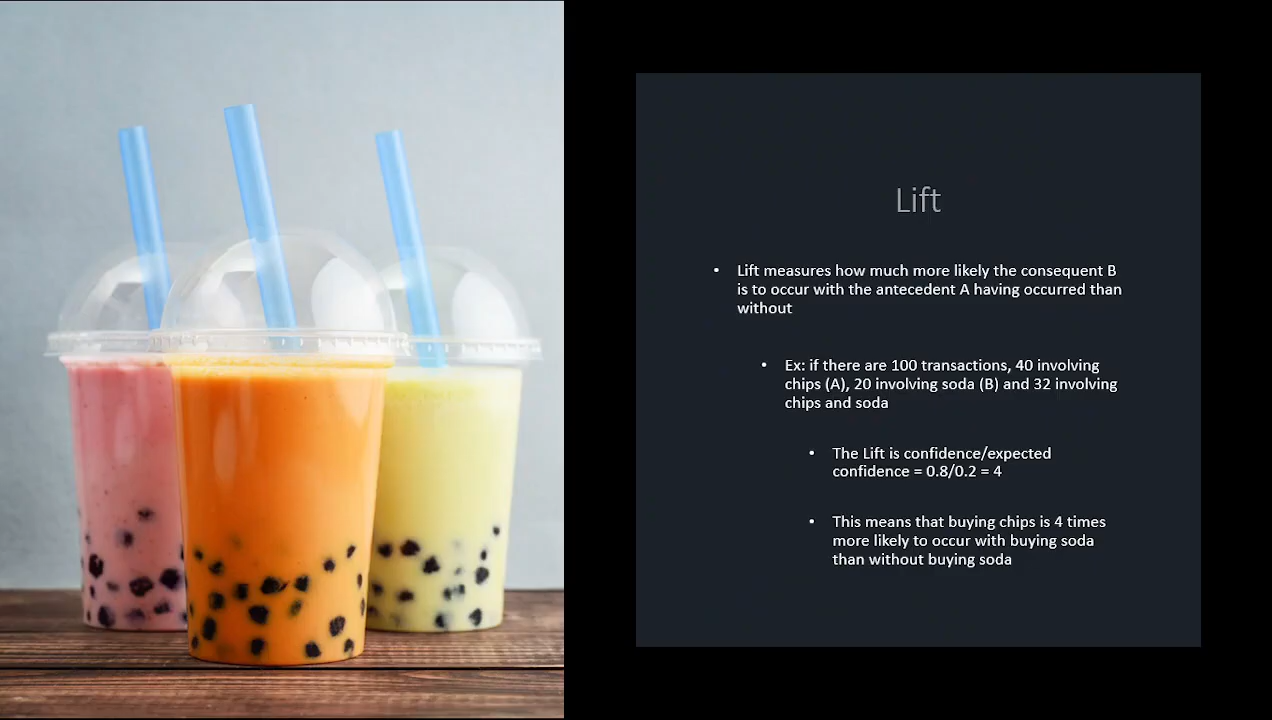 Lift
• Lift measures how much more likely the consequent B
is to occur with the antecedent A having occurred than
without
• Ex: if there are 100 transactions, 40 involving
chips (A), 20 involving soda (B) and 32 involving
chips and soda
• The Lift is confidence/expected
confidence = 0.8/0.2 = 4
• This means that buying chips is 4 times
more likely to occur with buying soda
than without buying soda